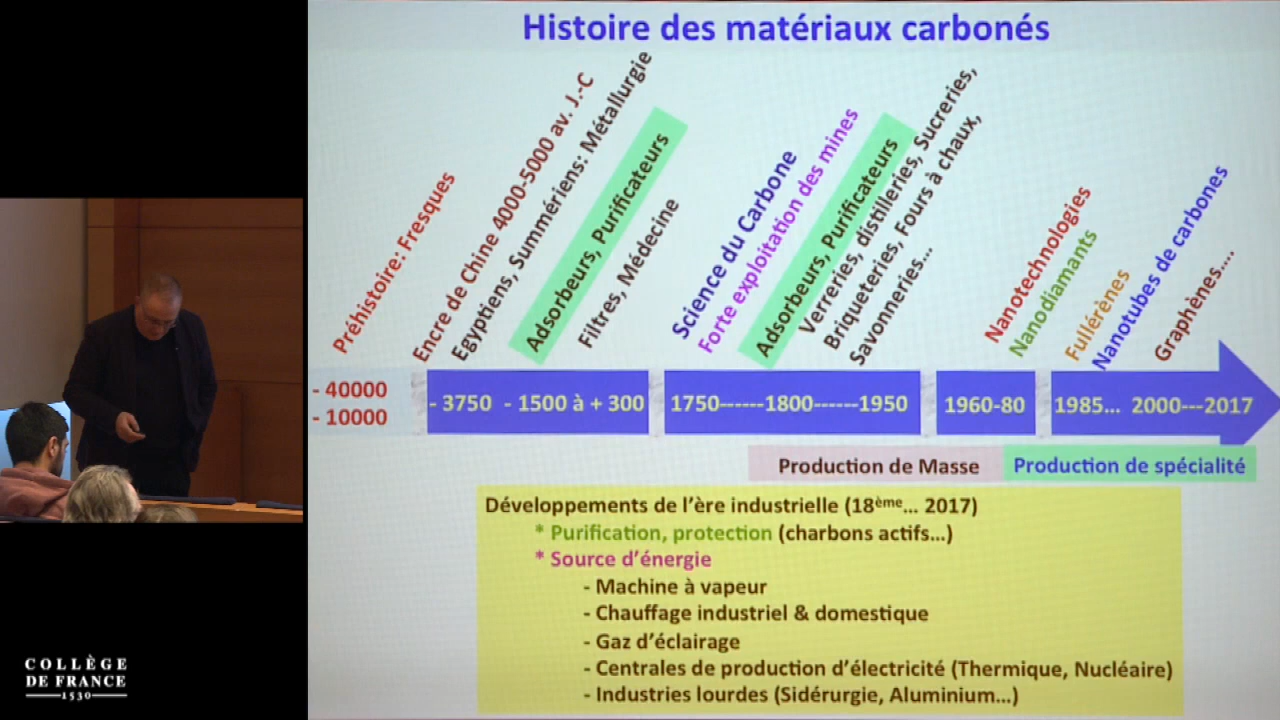 Histoire des matériaux carbonés
Préhistoire: Fresques
Encre de Chine 4000-5000 av. J.-C
Egyptiens, Summériens: Métallurgie
Adsorbeurs, Purificateurs
Filtres, Médecine
Science du Carbone
Forte exploitation des mines
Adsorbeurs, Purificateurs
Verreries, distilleries, Sucreries,
Briqueteries, Fours à chaux,
Savonneries...
Nanotechnologies
Nanodiamants
Fullérènes
Nanotubes de carbones
Graphènes....
- 40000
- 10000
- 3750 - 1500 à + 300
1750------1800------1950
1960-80
1985... 2000---2017
Production de Masse
Production de spécialité
Développements de l'ère industrielle (18ème... 2017)
* Purification, protection (charbons actifs...)
* Source d'énergie
- Machine à vapeur
- Chauffage industriel & domestique
- Gaz d'éclairage
- Centrales de production d'électricité (Thermique, Nucléaire)
- Industries lourdes (Sidérurgie, Aluminium...)
COLLÈGE
DE FRANCE
1530